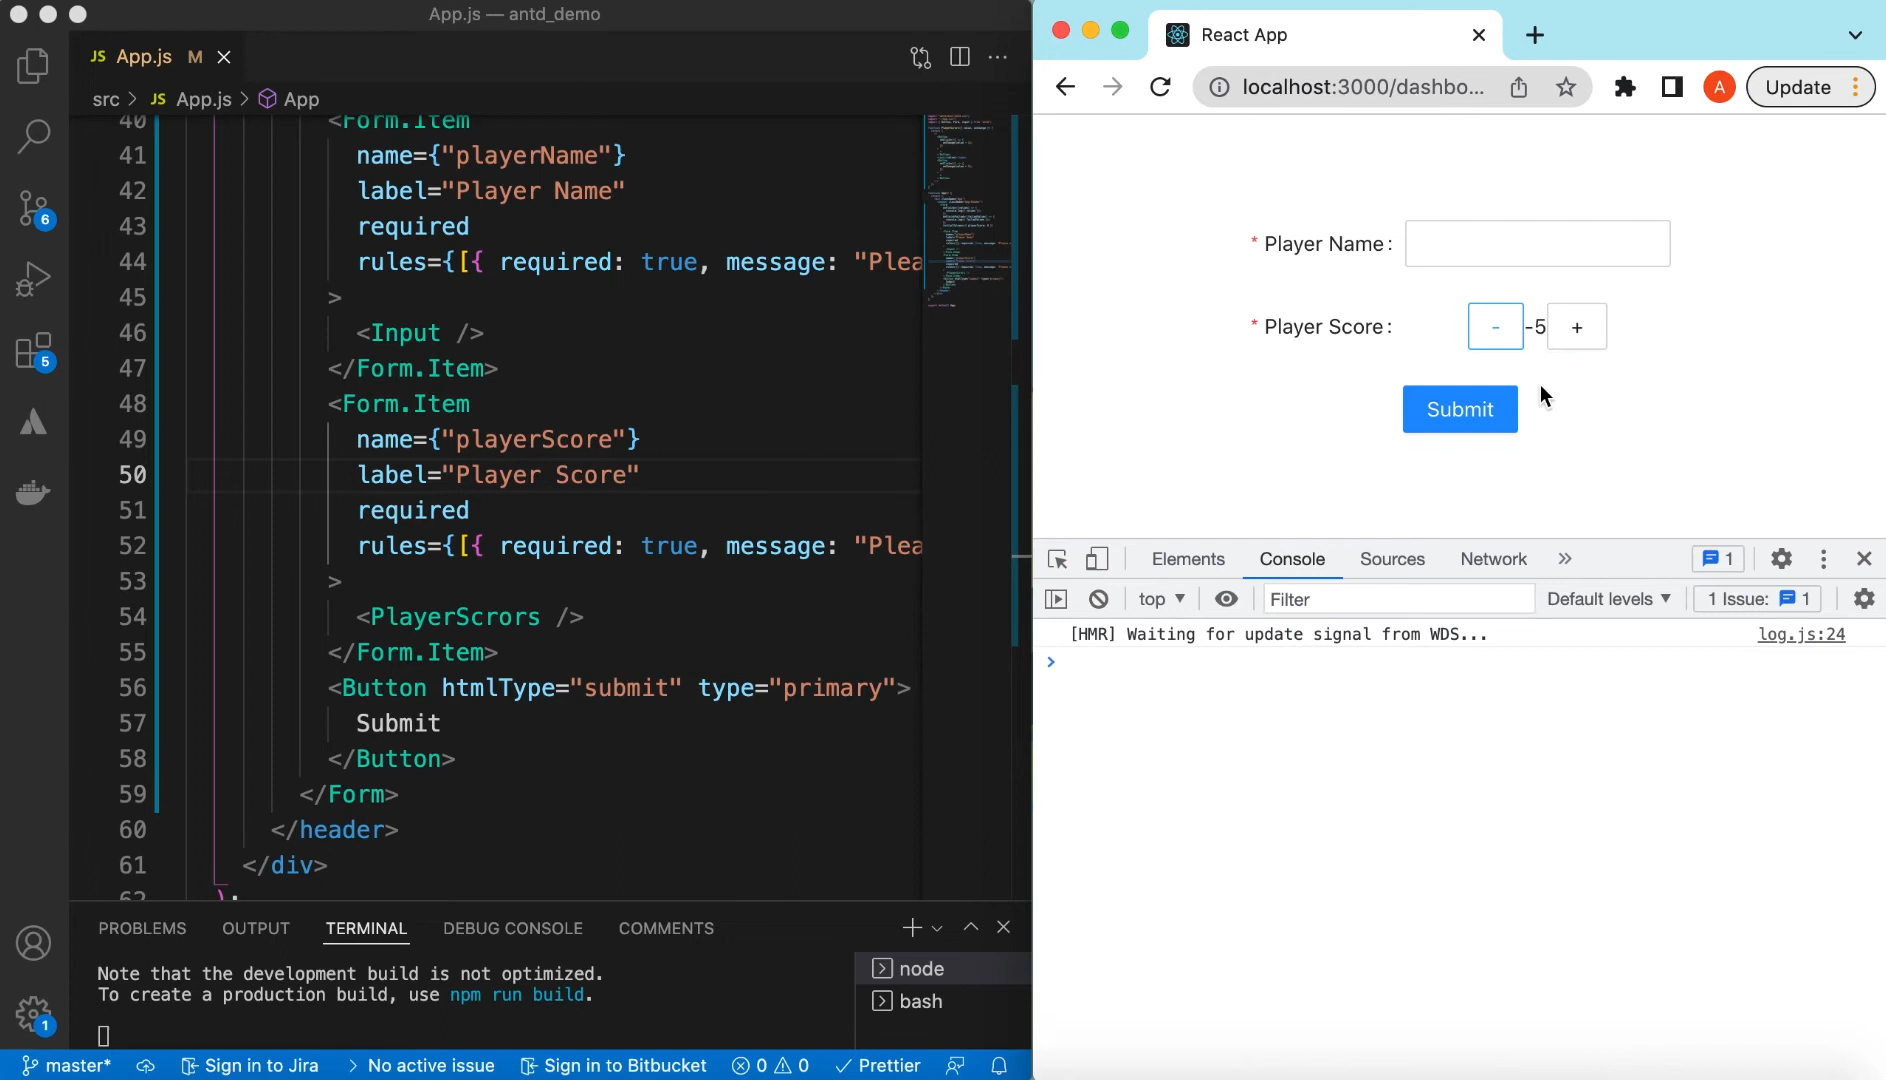 App.js — antd_demo
JS App.js M
src > JS App.js > App
40 <Form.Item
41 name={"playerName"}
42 label="Player Name"
43 required
44 rules={[{ required: true, message: "Plea
45 >
46 <Input />
47 </Form.Item>
48 <Form.Item
49 name={"playerScore"}
50 label="Player Score"
51 required
52 rules={[{ required: true, message: "Plea
53 >
54 <PlayerScrors />
55 </Form.Item>
56 <Button htmlType="submit" type="primary">
57 Submit
58 </Button>
59 </Form>
60 </header>
61 </div>
62 );
6
5
1
PROBLEMS OUTPUT TERMINAL DEBUG CONSOLE COMMENTS
Note that the development build is not optimized.
To create a production build, use npm run build.
node
bash
master* Sign in to Jira > No active issue Sign in to Bitbucket 0 0 Prettier
React App
localhost:3000/dashbo... A Update
* Player Name:
* Player Score: - -5 +
Submit
Elements Console Sources Network » 1
top Filter Default levels 1 Issue: 1
[HMR] Waiting for update signal from WDS... log.js:24
>